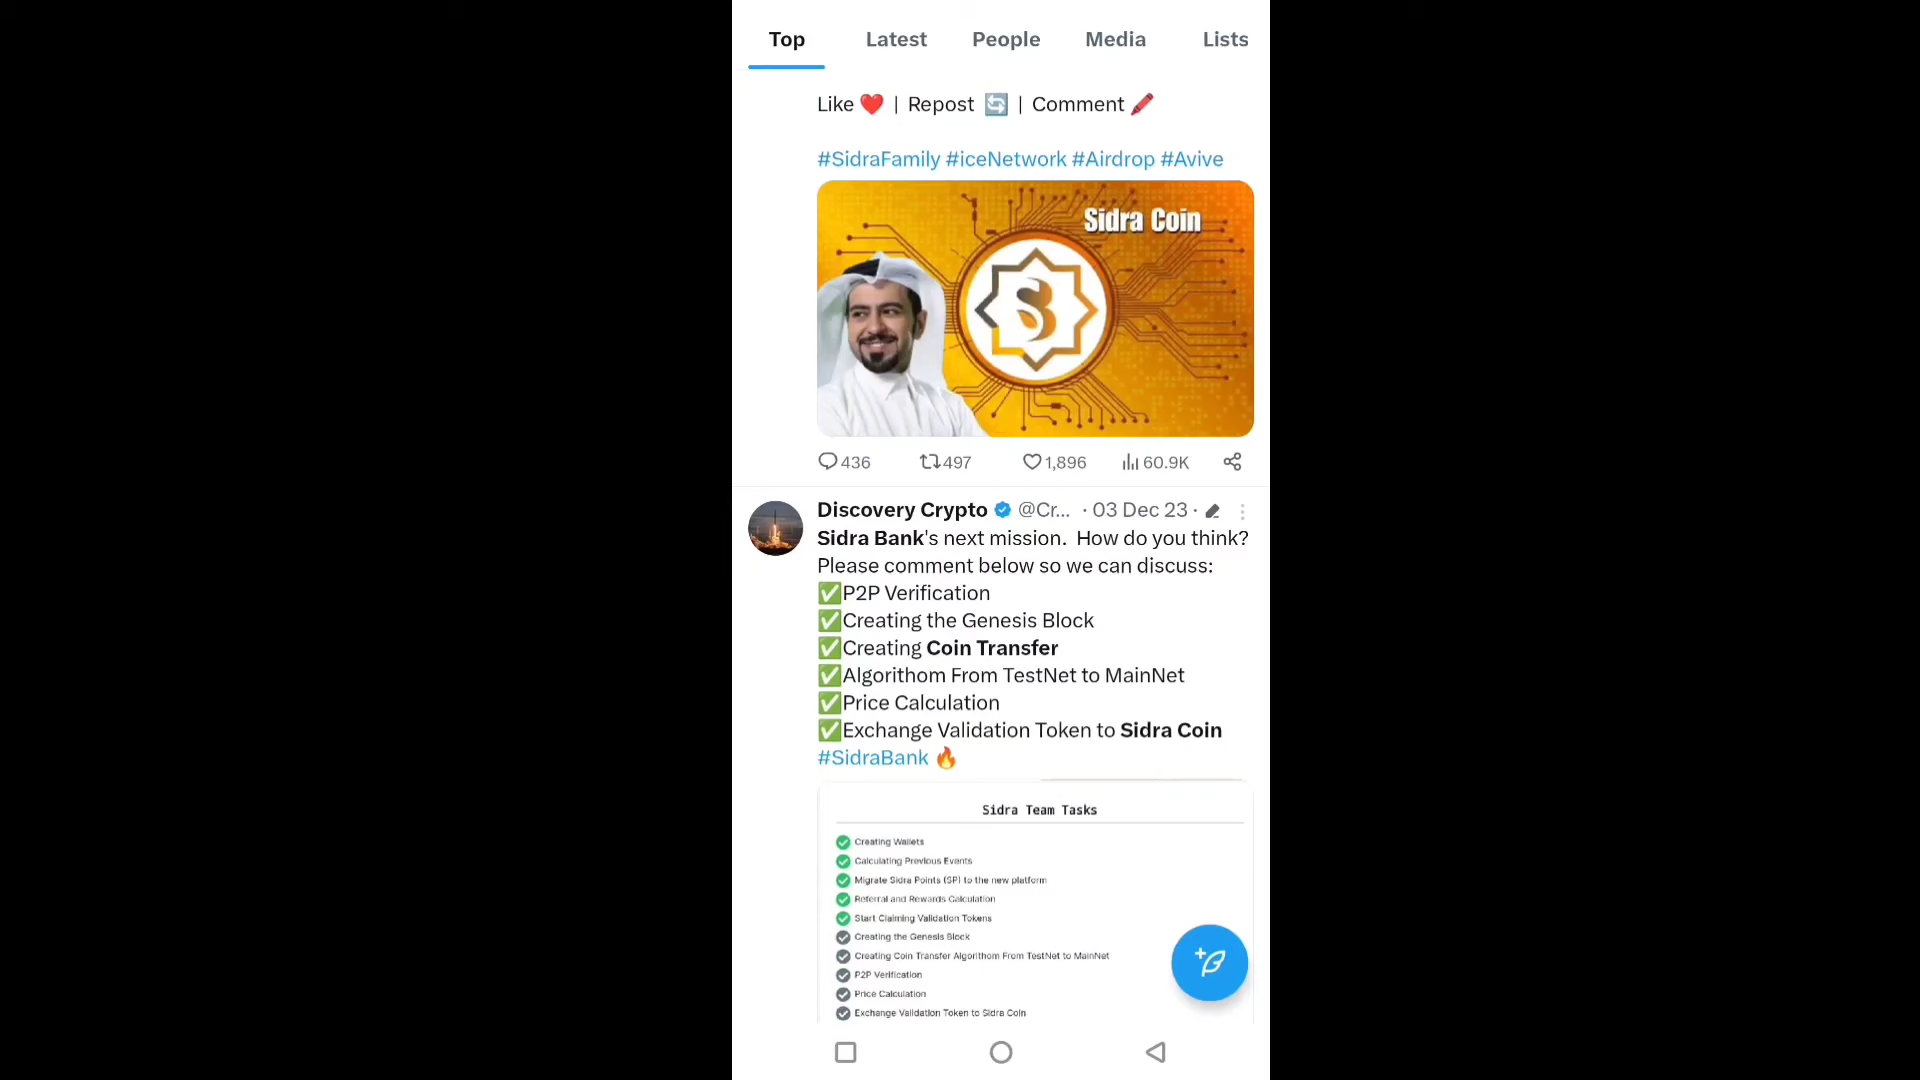 Top Latest People Media Lists
Like ❤️ | Repost 🔄 | Comment 🖍️
#SidraFamily #iceNetwork #Airdrop #Avive
Sidra Coin
436 497 1,896 60.9K
Discovery Crypto @Cr... · 03 Dec 23 ·
Sidra Bank's next mission. How do you think?
Please comment below so we can discuss:
✅P2P Verification
✅Creating the Genesis Block
✅Creating Coin Transfer
✅Algorithom From TestNet to MainNet
✅Price Calculation
✅Exchange Validation Token to Sidra Coin
#SidraBank 🔥
Sidra Team Tasks
Creating Wallets
Calculating Previous Events
Migrate Sidra Points (SP) to the new platform
Referral and Rewards Calculation
Start Claiming Validation Tokens
Creating the Genesis Block
Creating Coin Transfer Algorithom From TestNet to MainNet
P2P Verification
Price Calculation
Exchange Validation Token to Sidra Coin